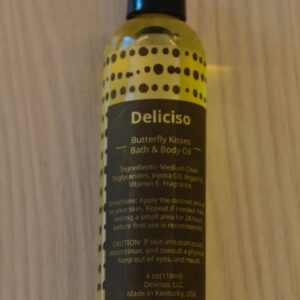 Deliciso
Butterfly Kisses
Bath & Body Oil
Ingredients- Medium Chain
Triglycerides, Jojoba Oil, Argan Oil,
Vitamin E, Fragrance.
Directions: Apply the desired amount
to your skin. Repeat if needed.
testing a small area for 24 hours
before first use is recommended.
CAUTION: If skin irritation occurs,
discontinue, and consult a physician.
Keep out of eyes, and mouth.
4 oz(118ml)
Deliciso, LLC
Made in Kentucky, USA